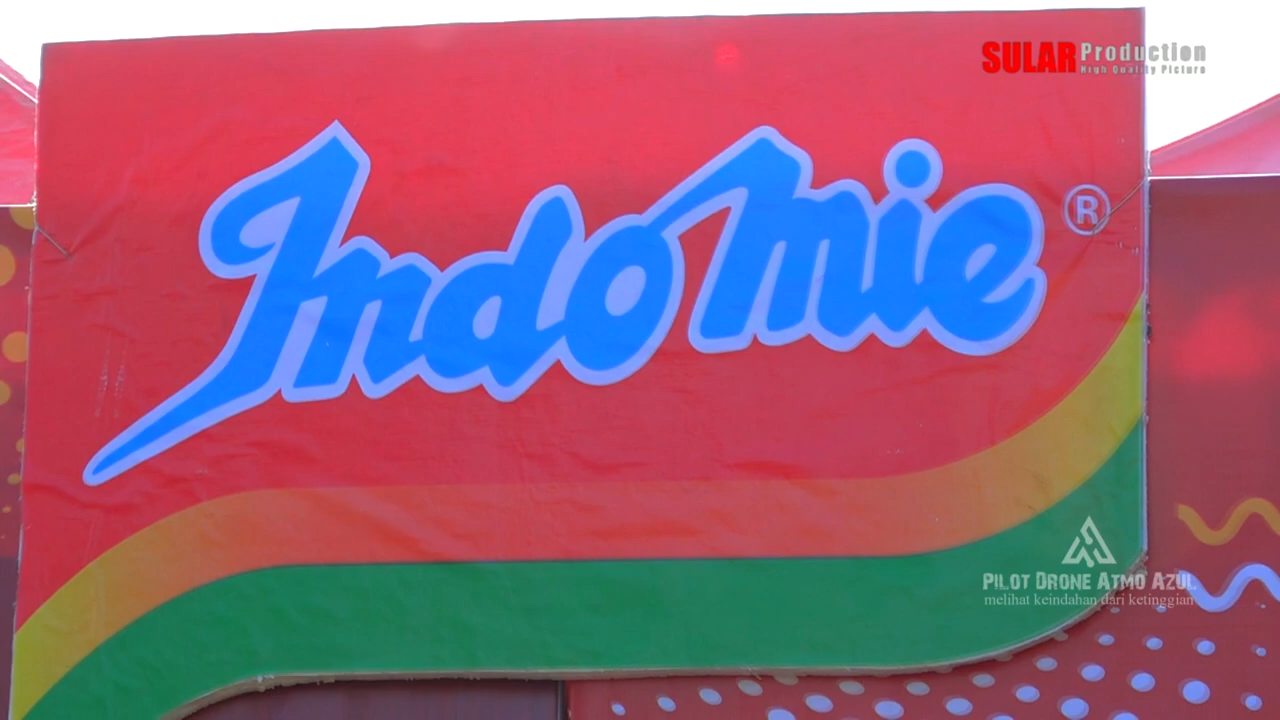 SULAR Production
High Quality Picture
Indomie ®
PILOT DRONE ATMO AZUL
melihat keindahan dari ketinggian